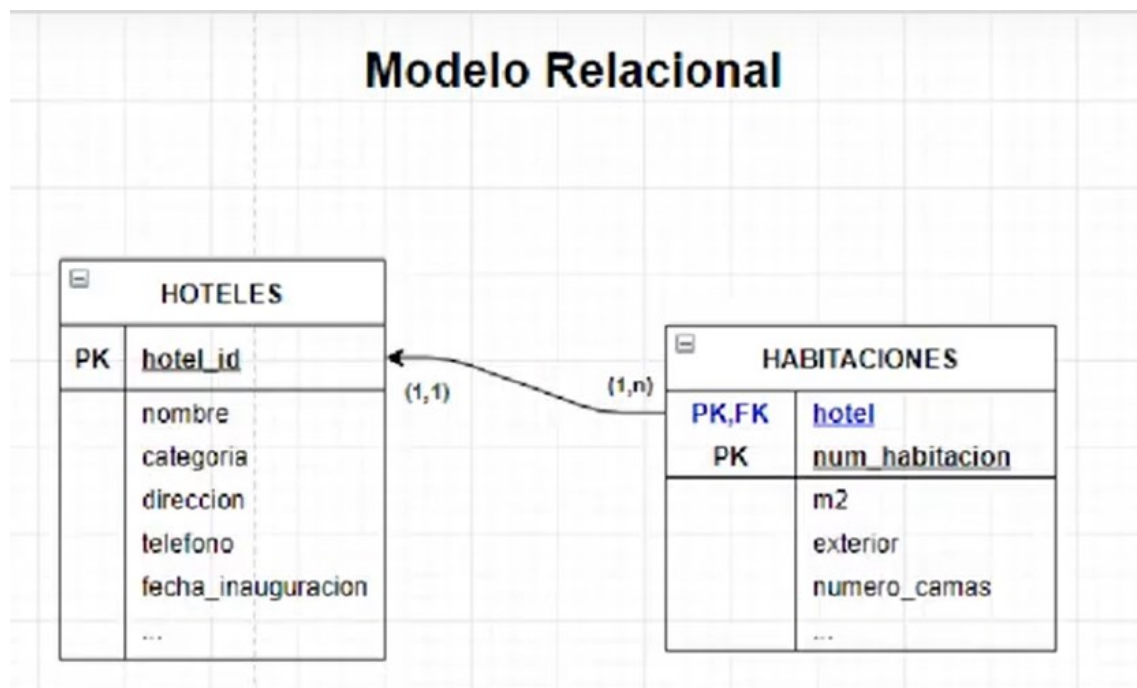 Modelo Relacional
HOTELES
PK hotel_id
nombre
categoria
direccion
telefono
fecha_inauguracion
...
(1,1)
(1,n)
HABITACIONES
PK,FK hotel
PK num_habitacion
m2
exterior
numero_camas
...